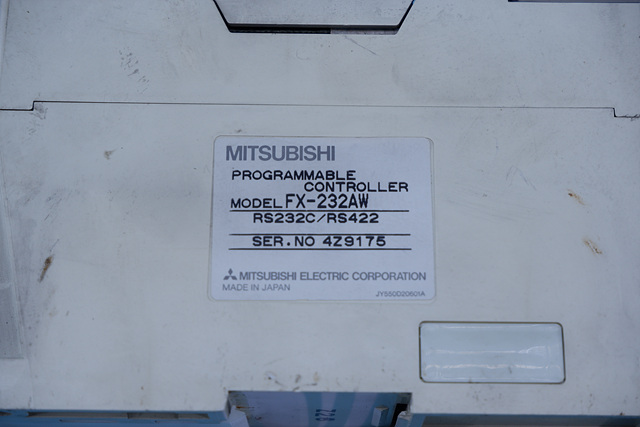 MITSUBISHI
PROGRAMMABLE
CONTROLLER
MODEL FX-232AW
RS232C/RS422
SER.NO 4Z9175
MITSUBISHI ELECTRIC CORPORATION
MADE IN JAPAN
JY550D20601A